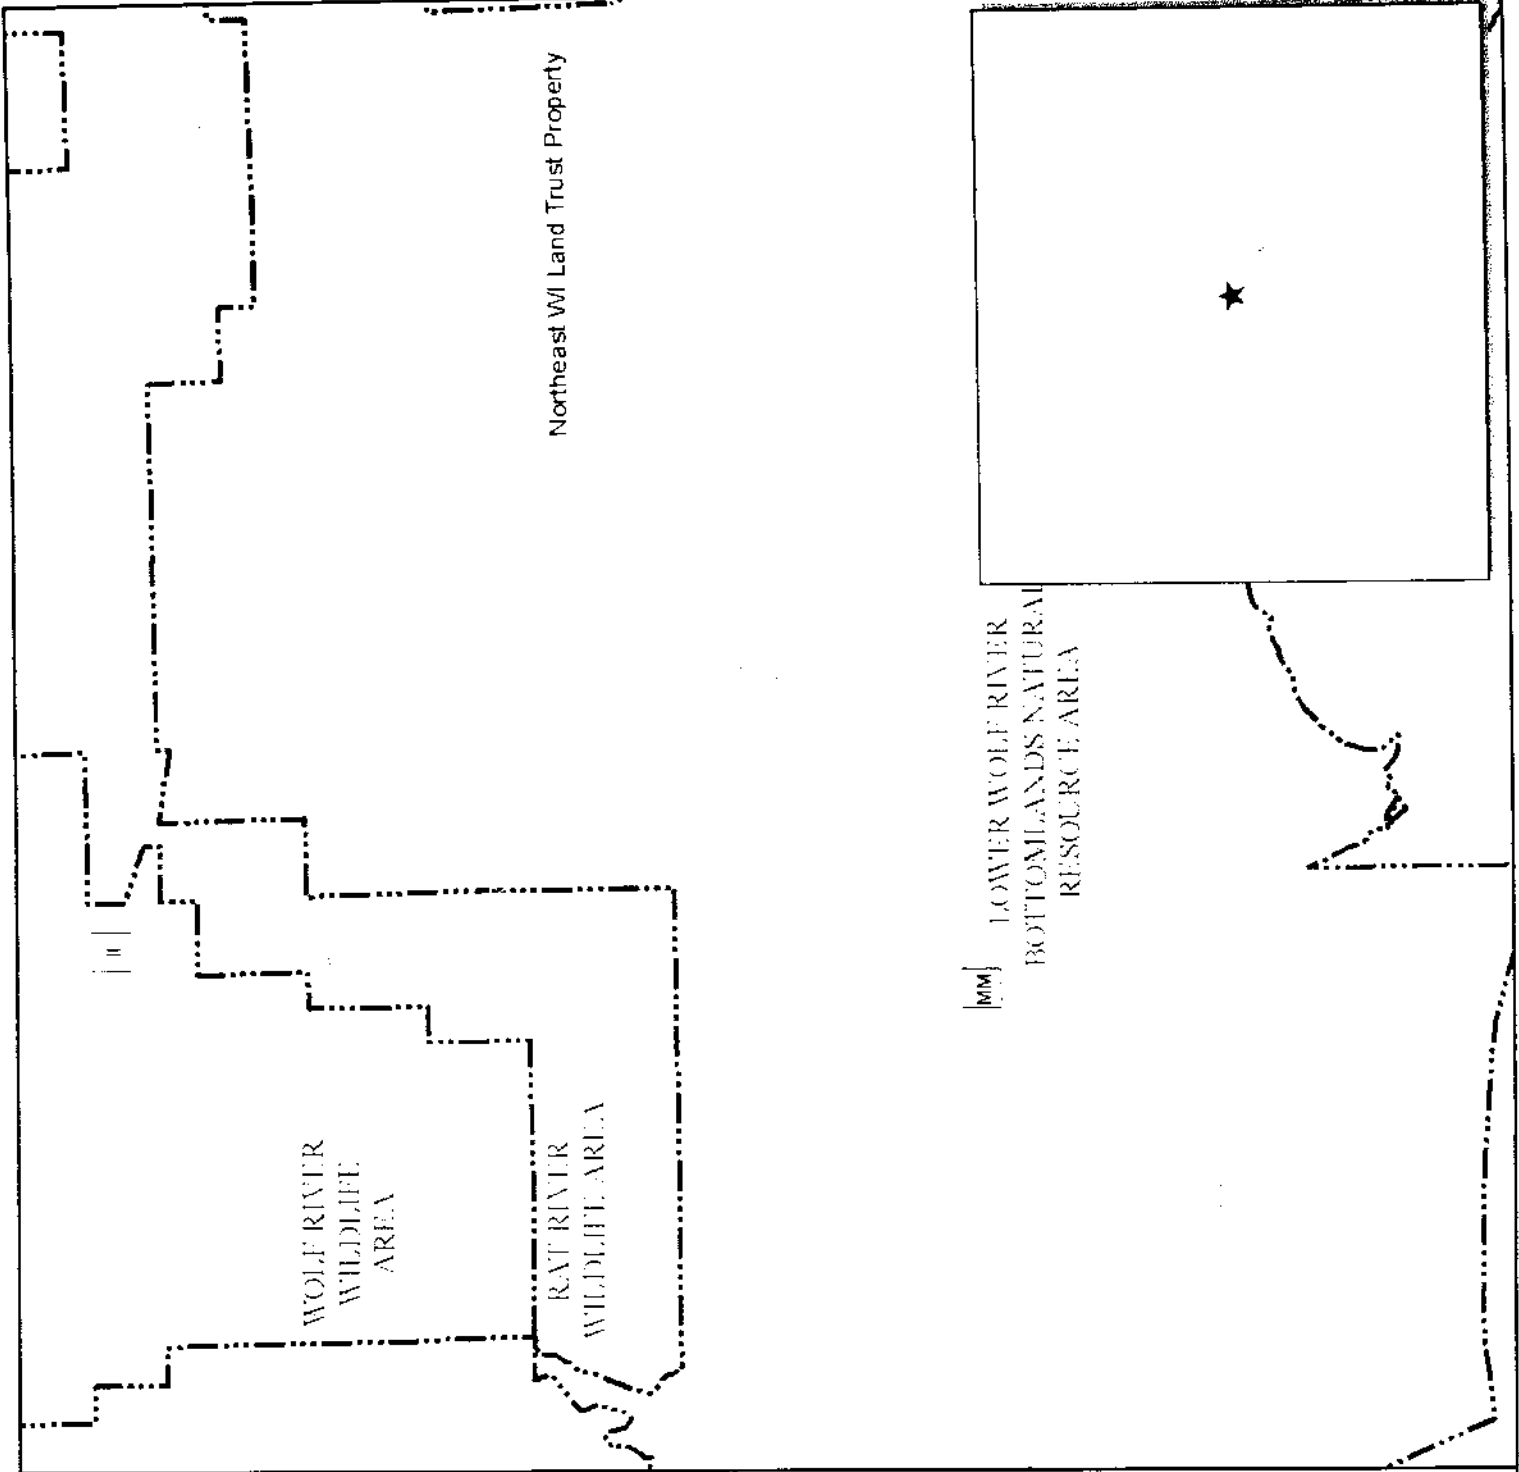 WOLF RIVER
WILDLIFE
AREA
RAT RIVER
WILDLIFE AREA
Northeast WI Land Trust Property
MM
LOWER WOLF RIVER
BOTTOMLANDS NATURAL
RESOURCE AREA